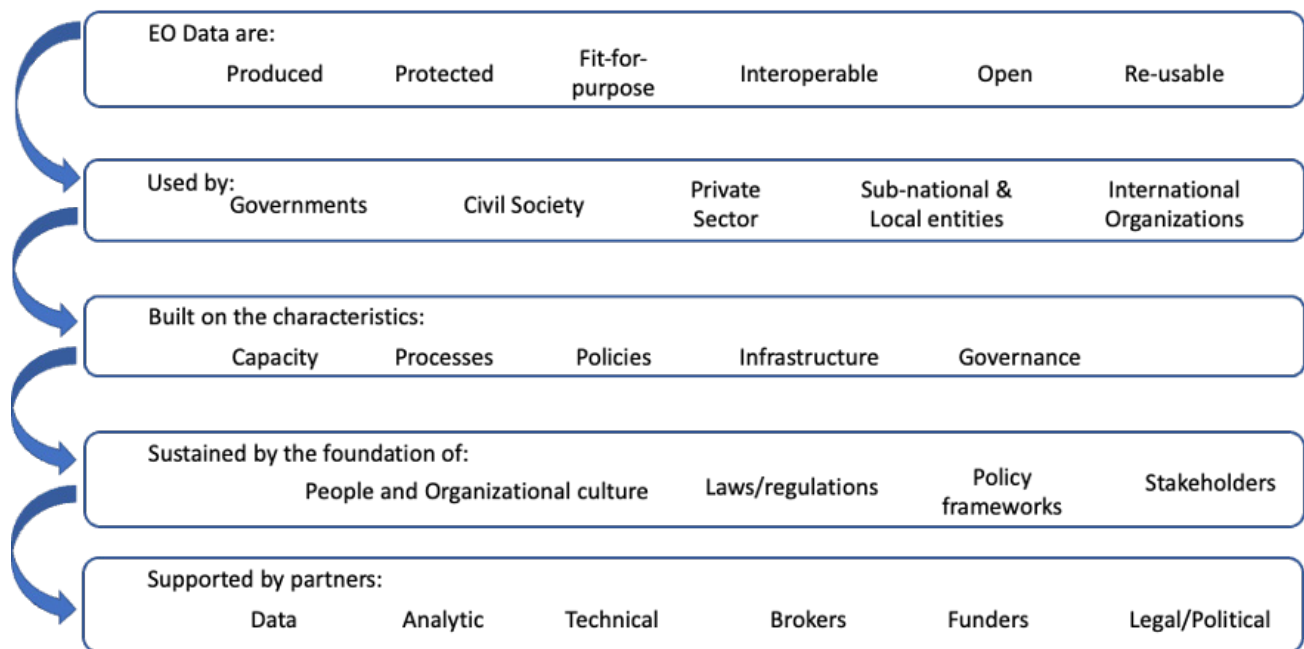 EO Data are:
Produced Protected Fit-for-
purpose Interoperable Open Re-usable
Used by:
Governments Civil Society Private
Sector Sub-national &
Local entities International
Organizations
Built on the characteristics:
Capacity Processes Policies Infrastructure Governance
Sustained by the foundation of:
People and Organizational culture Laws/regulations Policy
frameworks Stakeholders
Supported by partners:
Data Analytic Technical Brokers Funders Legal/Political